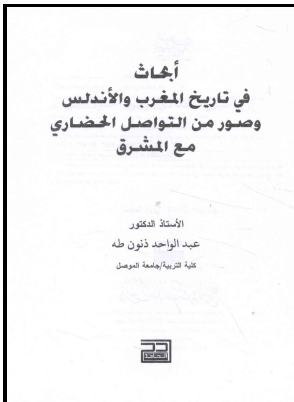 أبحاث
في تاريخ المغرب والأندلس
وصور من التواصل الحضاري
مع المشرق
الأستاذ الدكتور
عبد الواحد ذنون طه
كلية التربية/جامعة الموصل
الحامد